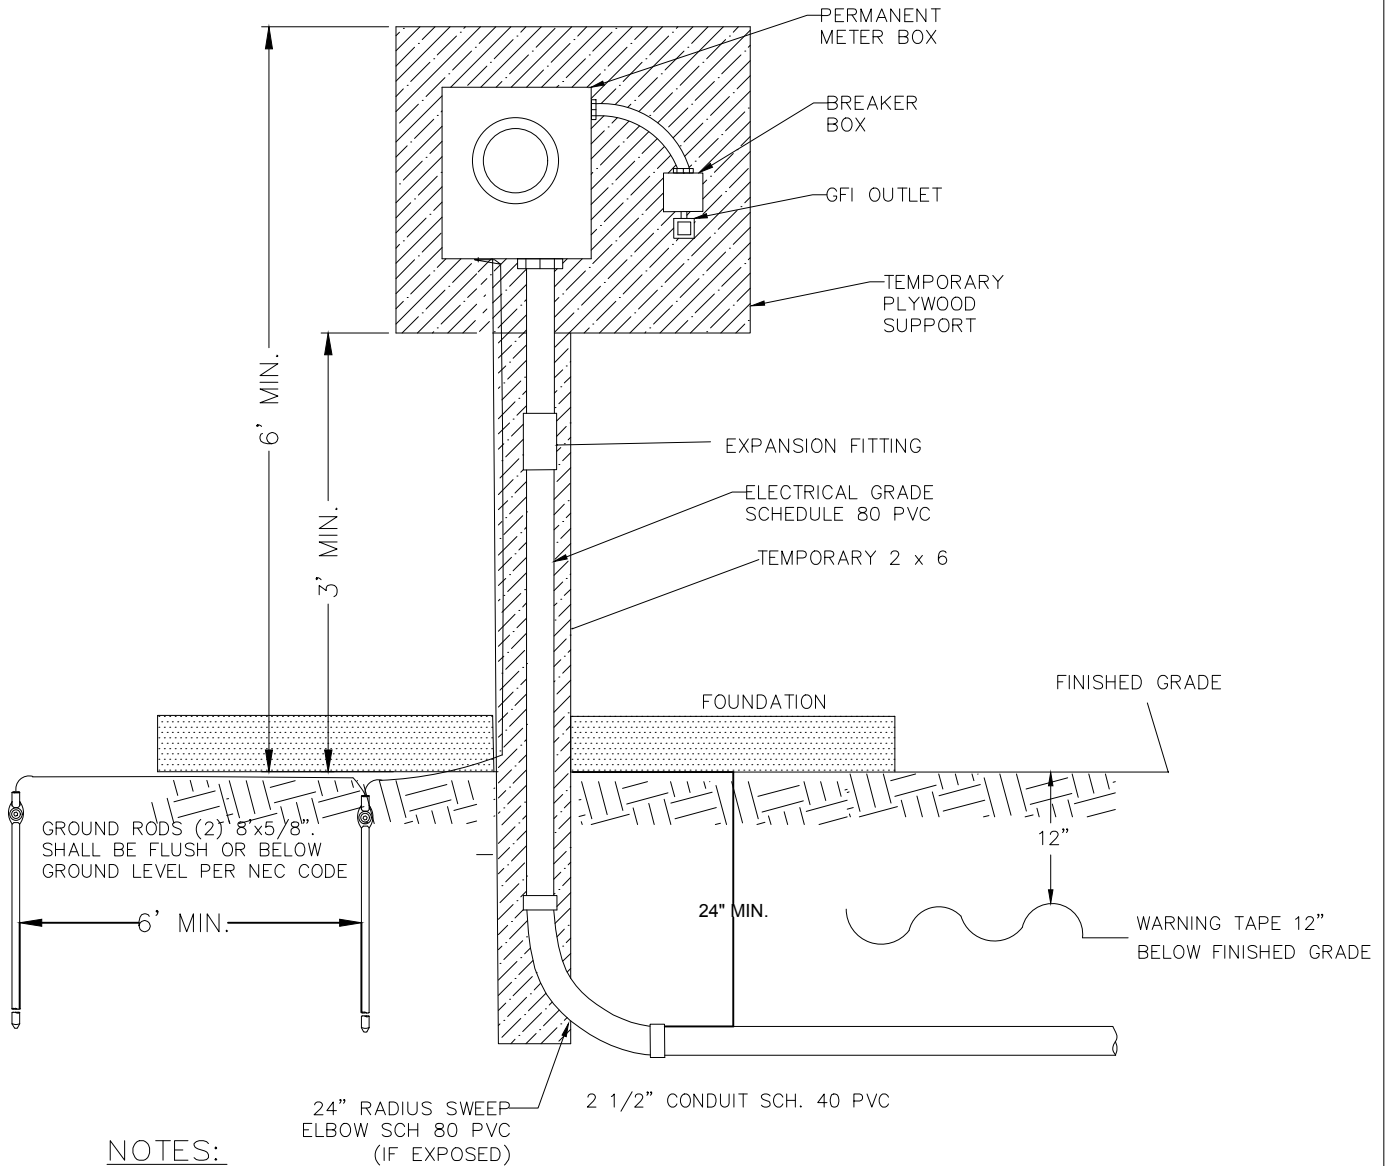 PERMANENT
METER BOX
BREAKER
BOX
GFI OUTLET
TEMPORARY
PLYWOOD
SUPPORT
6' MIN.
3' MIN.
EXPANSION FITTING
ELECTRICAL GRADE
SCHEDULE 80 PVC
TEMPORARY 2 x 6
FOUNDATION
FINISHED GRADE
GROUND RODS (2) 8'x5/8".
SHALL BE FLUSH OR BELOW
GROUND LEVEL PER NEC CODE
12"
6' MIN.
24" MIN.
WARNING TAPE 12"
BELOW FINISHED GRADE
24" RADIUS SWEEP
ELBOW SCH 80 PVC
(IF EXPOSED)
2 1/2" CONDUIT SCH. 40 PVC
NOTES: